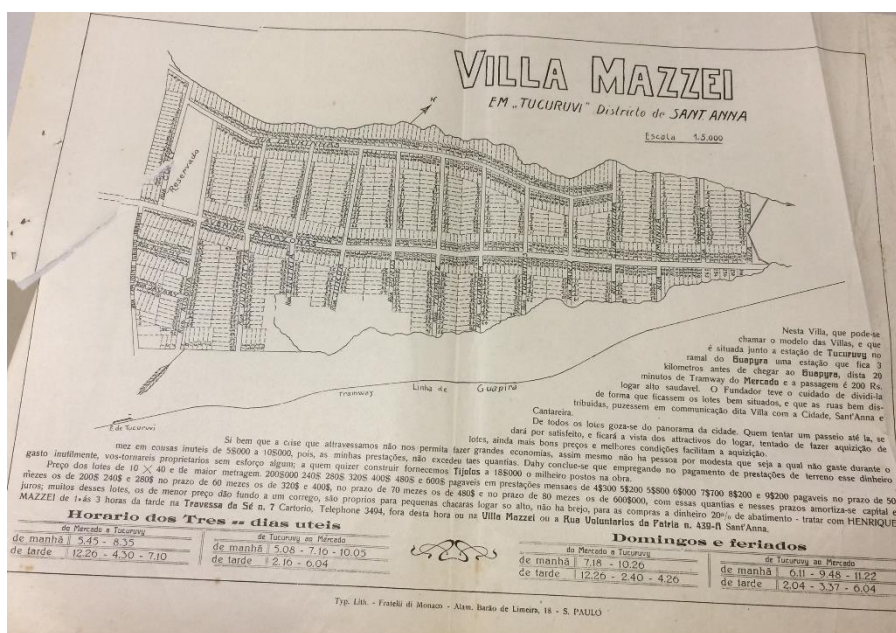 VILLA MAZZEI
EM „TUCURUVI" Districto de SANT'ANNA
Escala 1:5.000
N
Reservado
Tramway Linha de Guapira
E. de Tucuruvi
Nesta Villa, que pode-se
chamar o modelo das Villas, e que
é situada junto a estação de Tucuruvy no
ramal do Guapyra uma estação que fica 3
kilometros antes de chegar ao Guapyra, dista 20
minutos de Tramway do Mercado e a passagem é 200 Rs.
logar alto saudavel. O Fundador teve o cuidado de dividi-la
de forma que ficassem os lotes bem situados, e que as ruas bem dis-
tribuidas, puzessem em communicação dita Villa com a Cidade, Sant'Anna e
Cantareira.
De todos os lotes goza-se do panorama da cidade. Quem tentar um passeio até la, se
dará por satisfeito, e ficará a vista dos attractivos do logar, tentado de fazer aquizição de
lotes, ainda mais bons preços e melhores condições facilitam a aquizição.
Si bem que a crise que attravessamos não nos permita fazer grandes economias, assim mesmo não ha pessoa por modesta que seja a qual não gaste durante o
mez em cousas inuteis de 5$000 a 10$000, pois, as minhas prestações, não excedeu taes quantias. Dahy conclue-se que empregando no pagamento de prestações de terreno esse dinheiro
gasto inutilmente, vos-tornareis proprietarios sem esforço algum; a quem quizer construir fornecemos Tijolos a 18$000 o milheiro postos na obra.
Preço dos lotes de 10 × 40 e de maior metragem. 200$000 240$ 280$ 320$ 400$ 480$ e 600$ pagaveis em prestações mensaes de 4$300 5$200 5$800 6$000 7$700 8$200 e 9$200 pagaveis no prazo de 50
mezes os de 200$ 240$ e 280$ no prazo de 60 mezes os de 320$ e 400$, no prazo de 70 mezes os de 480$ e no prazo de 80 mezes os de 600$000, com essas quantias e nesses prazos amortiza-se capital e
juros; muitos desses lotes, os de menor preço dão fundo a um corrego, são proprios para pequenas chacaras logar so alto, não ha brejo, para as compras a dinheiro 20% de abatimento - tratar com HENRIQUE
MAZZEI de 1 ás 3 horas da tarde na Travessa da Sé n. 7 Cartorio, Telephone 3494, fora desta hora ou na Villa Mazzei ou a Rua Voluntarios da Patria n. 439-A Sant'Anna.
Horario dos Tres -- dias uteis
do Mercado a Tucuruvy
de manhã 5.45 - 8.35
de tarde 12.26 - 4.30 - 7.10
de Tucuruvy ao Mercado
de manhã 5.08 - 7.16 - 10.05
de tarde 2.16 - 6.04
Domingos e feriados
do Mercado a Tucuruvy
de manhã 7.18 - 10.26
de tarde 12.26 - 2.40 - 4.26
de Tucuruvy ao Mercado
de manhã 6.11 - 9.48 - 11.22
de tarde 2.04 - 3.37 - 6.04
Typ. Lith. - Fratelli di Monaco - Alam. Barão de Limeira, 18 - S. PAULO